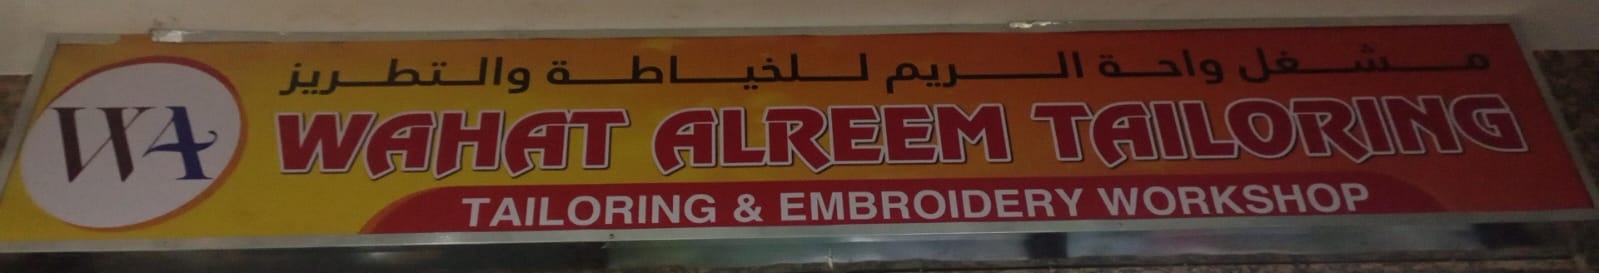 مشغل واحة الريم للخياطة والتطريز
WA
WAHAT ALREEM TAILORING
TAILORING & EMBROIDERY WORKSHOP